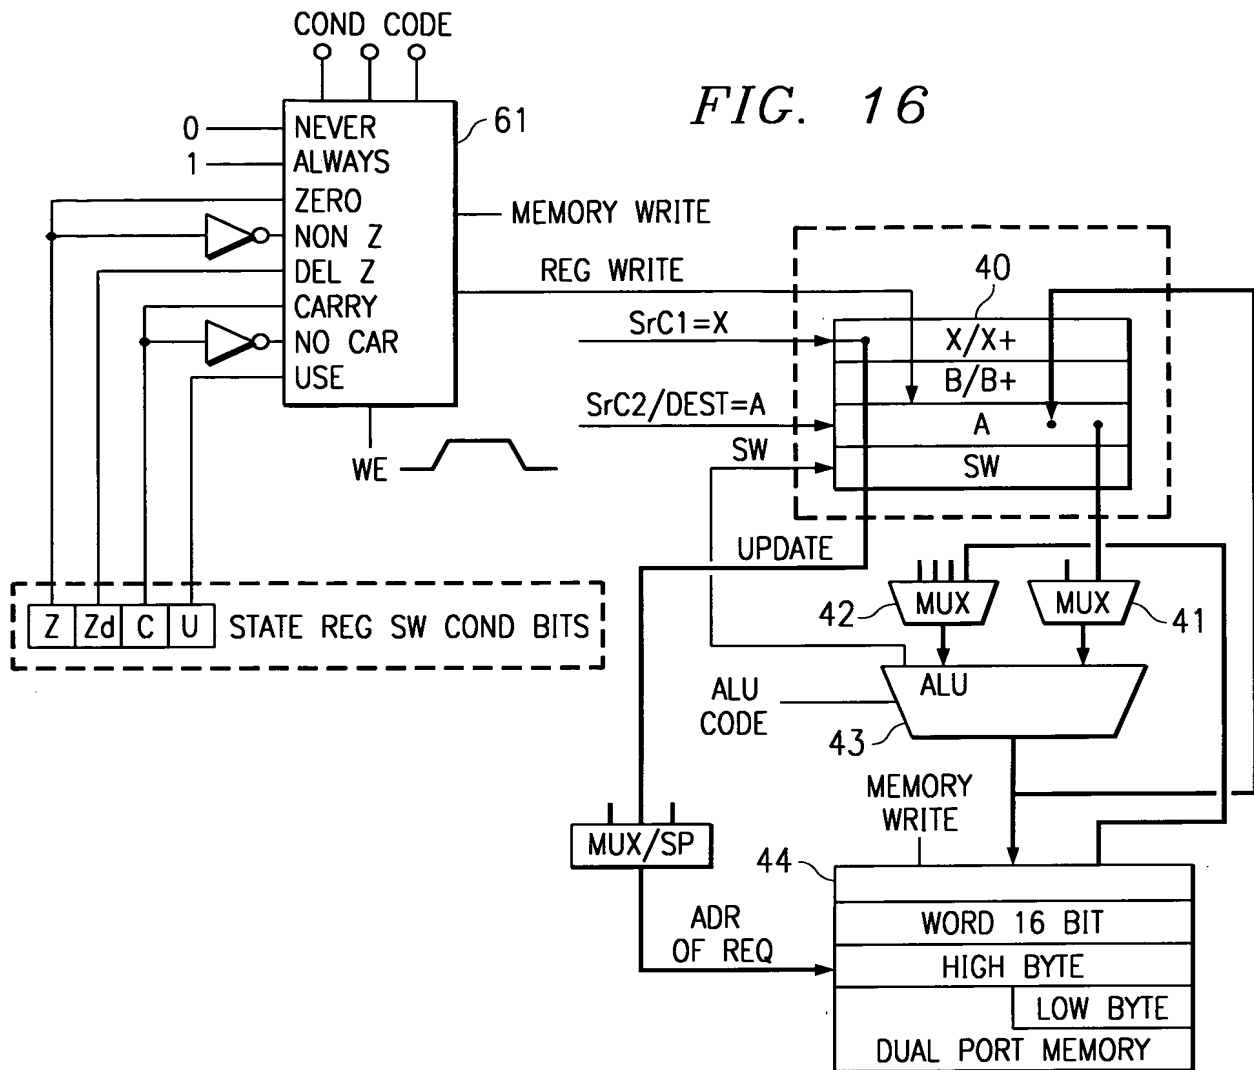 COND CODE
FIG. 16
61
0 NEVER
1 ALWAYS
ZERO
MEMORY WRITE
NON Z
DEL Z
REG WRITE
40
CARRY
SrC1=X
X/X+
NO CAR
B/B+
USE
SrC2/DEST=A
A
WE
SW
SW
UPDATE
42
MUX
MUX
41
Z Zd C U STATE REG SW COND BITS
ALU
ALU
CODE
43
MEMORY
WRITE
MUX/SP
44
ADR
OF REQ
WORD 16 BIT
HIGH BYTE
LOW BYTE
DUAL PORT MEMORY